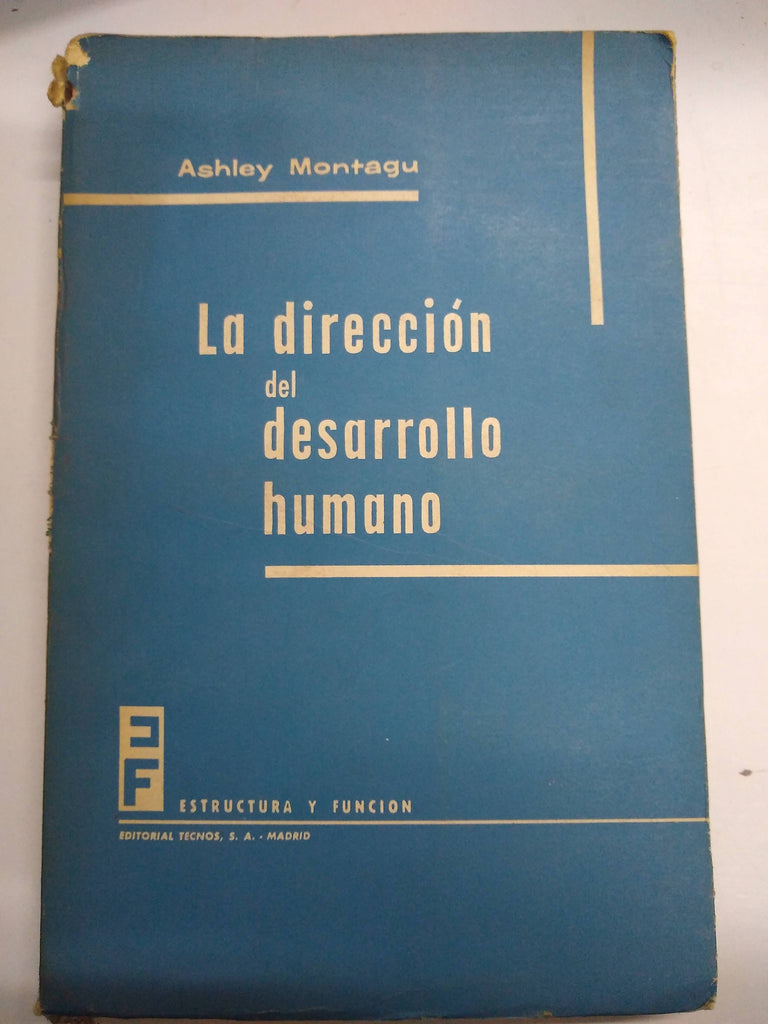 Ashley Montagu
La dirección
del
desarrollo
humano
EF
ESTRUCTURA Y FUNCION
EDITORIAL TECNOS, S. A. - MADRID